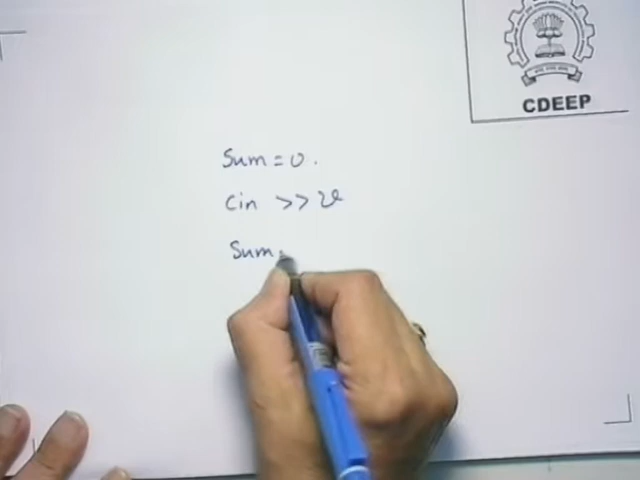 CDEEP
Sum = 0.
Cin >> v
Sum